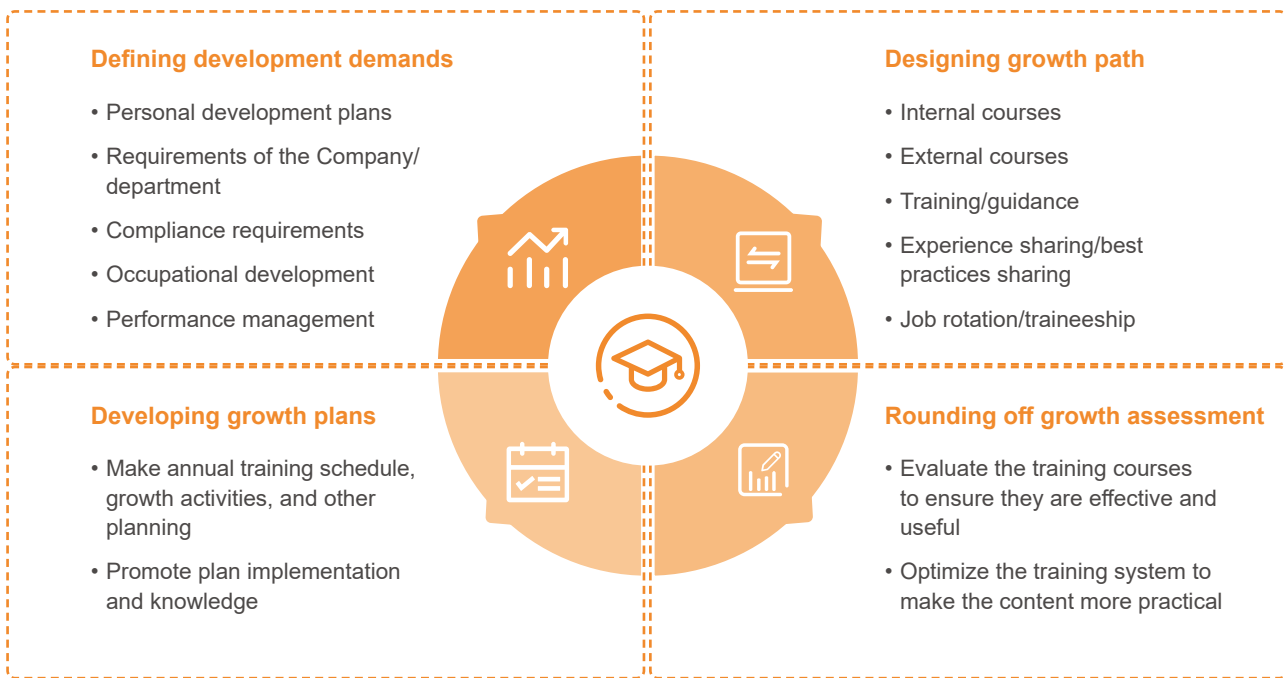 Defining development demands
• Personal development plans
• Requirements of the Company/
department
• Compliance requirements
• Occupational development
• Performance management
Designing growth path
• Internal courses
• External courses
• Training/guidance
• Experience sharing/best
practices sharing
• Job rotation/traineeship
Developing growth plans
• Make annual training schedule,
growth activities, and other
planning
• Promote plan implementation
and knowledge
Rounding off growth assessment
• Evaluate the training courses
to ensure they are effective and
useful
• Optimize the training system to
make the content more practical